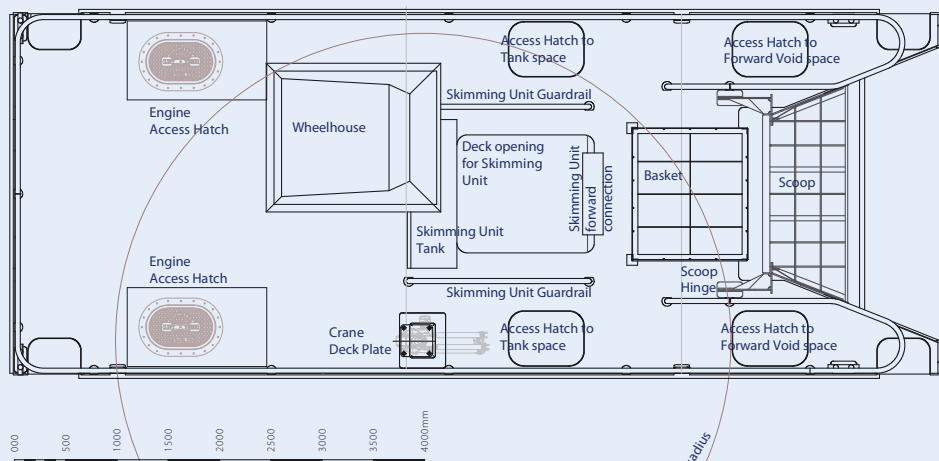 Access Hatch to
Tank space
Access Hatch to
Forward Void space
Skimming Unit Guardrail
Engine
Access Hatch
Wheelhouse
Deck opening
for Skimming
Unit
Skimming Unit
forward
connection
Basket
Scoop
Skimming Unit
Tank
Engine
Access Hatch
Scoop
Hinge
Skimming Unit Guardrail
Crane
Deck Plate
Access Hatch to
Tank space
Access Hatch to
Forward Void space
000
500
1000
1500
2000
2500
3000
3500
4000mm